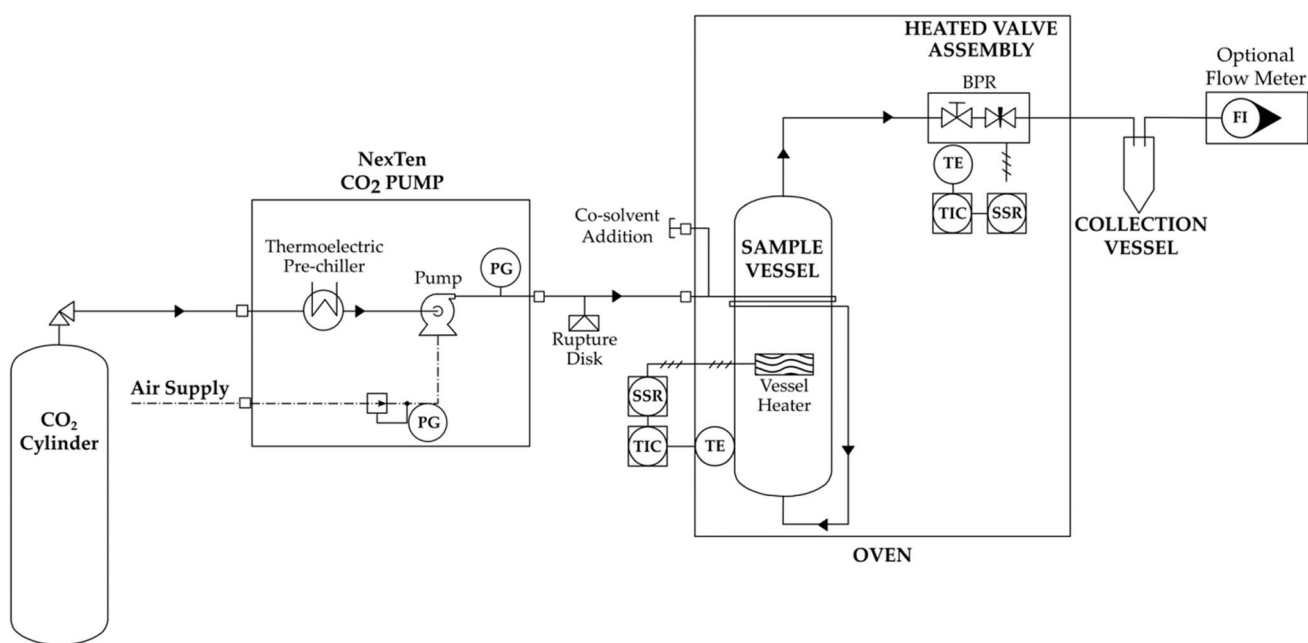 HEATED VALVE
ASSEMBLY
BPR
TE
TIC
SSR
Optional
Flow Meter
FI
COLLECTION
VESSEL
NexTen
CO₂ PUMP
Thermoelectric
Pre-chiller
Pump
PG
Co-solvent
Addition
SAMPLE
VESSEL
Rupture
Disk
Air Supply
PG
CO₂
Cylinder
SSR
TIC
TE
Vessel
Heater
OVEN